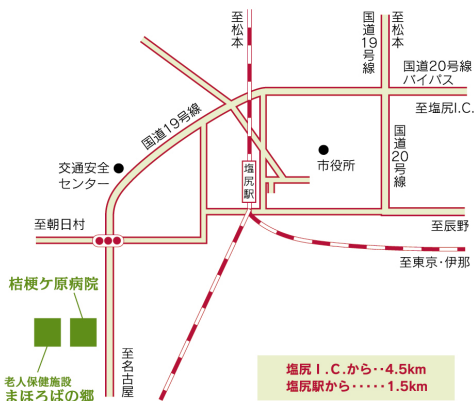 至松本
国道19号線
至松本
国道20号線
バイパス
至塩尻I.C.
国道19号線
国道20号線
交通安全
センター
市役所
塩尻駅
至朝日村
至辰野
至東京・伊那
桔梗ケ原病院
老人保健施設
まほろばの郷
至名古屋
塩尻I.C.から‥4.5km
塩尻駅から‥‥・1.5km